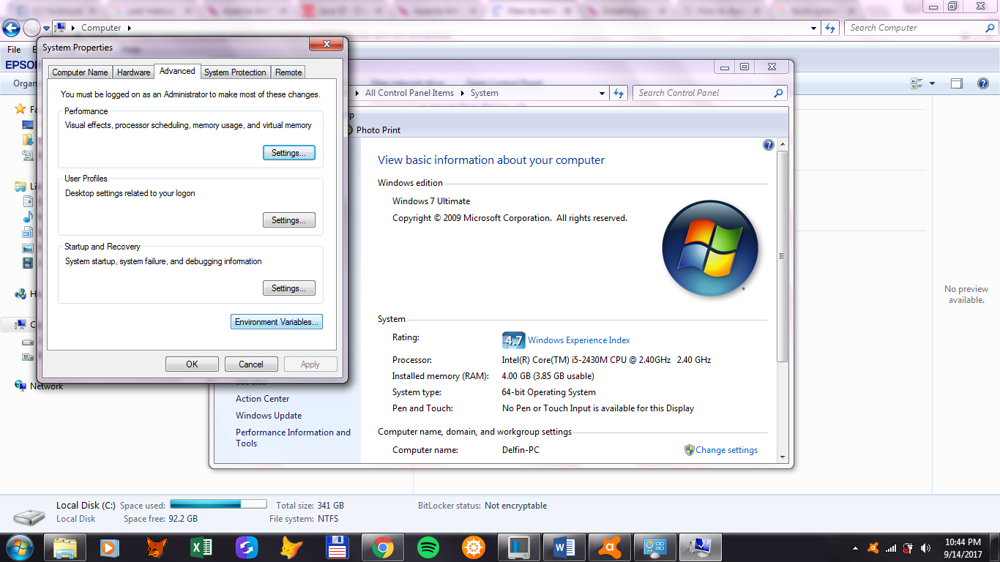 Computer
Search Computer
File
EPSO
Organ
Fa
Li
H
C
Network
System Properties
Computer Name
Hardware
Advanced
System Protection
Remote
You must be logged on as an Administrator to make most of these changes.
Performance
Visual effects, processor scheduling, memory usage, and virtual memory
Settings...
User Profiles
Desktop settings related to your logon
Settings...
Startup and Recovery
System startup, system failure, and debugging information
Settings...
Environment Variables...
OK
Cancel
Apply
All Control Panel Items
System
Search Control Panel
lp
Photo Print
View basic information about your computer
Windows edition
Windows 7 Ultimate
Copyright © 2009 Microsoft Corporation. All rights reserved.
System
Rating:
4.7 Windows Experience Index
Processor:
Intel(R) Core(TM) i5-2430M CPU @ 2.40GHz 2.40 GHz
Installed memory (RAM):
4.00 GB (3.85 GB usable)
System type:
64-bit Operating System
Pen and Touch:
No Pen or Touch Input is available for this Display
Computer name, domain, and workgroup settings
Computer name:
Delfin-PC
Change settings
See also
Action Center
Windows Update
Performance Information and
Tools
No preview
available.
Local Disk (C:) Space used:
Total size: 341 GB
BitLocker status: Not encryptable
Local Disk
Space free: 92.2 GB
File system: NTFS
10:44 PM
9/14/2017